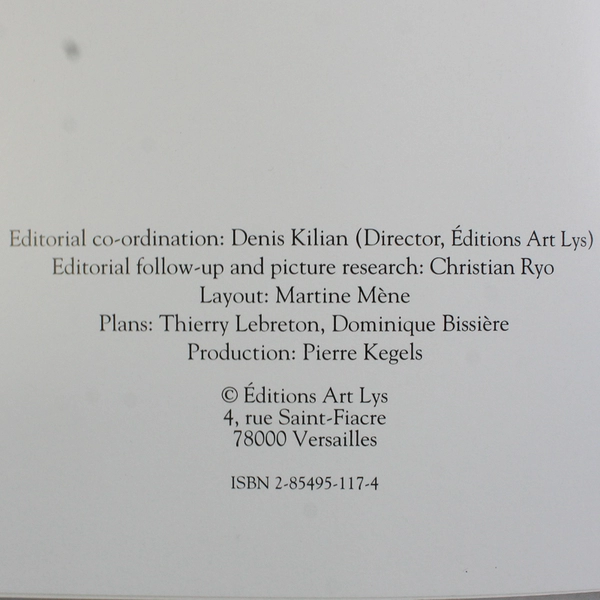 Editorial co-ordination: Denis Kilian (Director, Éditions Art Lys)
Editorial follow-up and picture research: Christian Ryo
Layout: Martine Mène
Plans: Thierry Lebreton, Dominique Bissière
Production: Pierre Kegels
© Éditions Art Lys
4, rue Saint-Fiacre
78000 Versailles
ISBN 2-85495-117-4